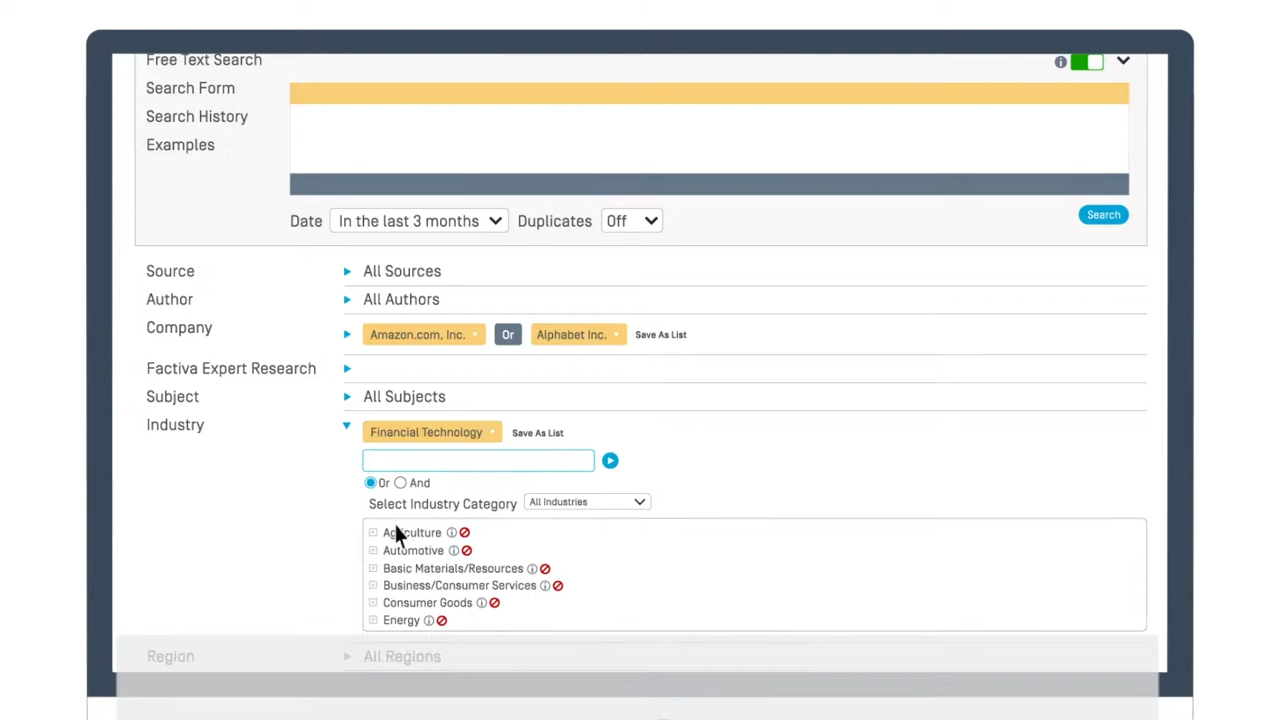 Free Text Search
Search Form
Search History
Examples
Date In the last 3 months Duplicates Off Search
Source All Sources
Author All Authors
Company Amazon.com, Inc. Or Alphabet Inc. Save As List
Factiva Expert Research
Subject All Subjects
Industry Financial Technology Save As List
Or And
Select Industry Category All Industries
Agriculture
Automotive
Basic Materials/Resources
Business/Consumer Services
Consumer Goods
Energy
Region All Regions